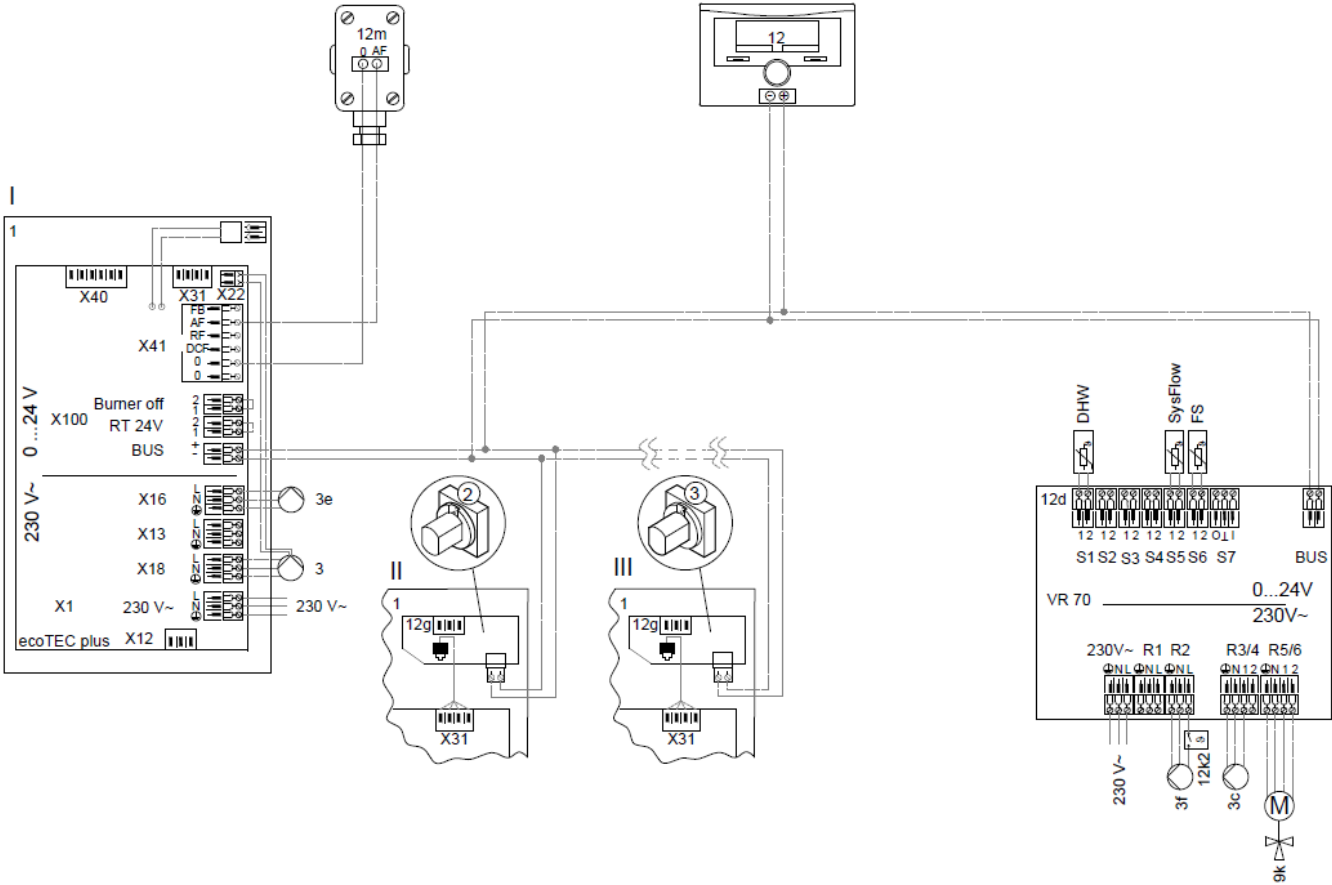 12m
0 AF
12
I
1
X40
X31
X22
FB
AF
RF
DCF
0
0
X41
0 ...24 V
230 V~
X100
Burner off
2
1
RT 24V
2
1
BUS
+
-
X16
L
N
3e
X13
L
N
X18
L
N
3
X1
230 V~
L
N
230 V~
ecoTEC plus
X12
2
II
1
12g
X31
3
III
1
12g
X31
DHW
SysFlow
FS
12d
1 2 1 2 1 2 1 2 1 2 1 2 O T I
S1 S2 S3 S4 S5 S6 S7
BUS
VR 70
0...24V
230V~
230V~ R1 R2 R3/4 R5/6
N L N L N L N 1 2 N 1 2
230 V~
3f
12k2
3c
M
9k